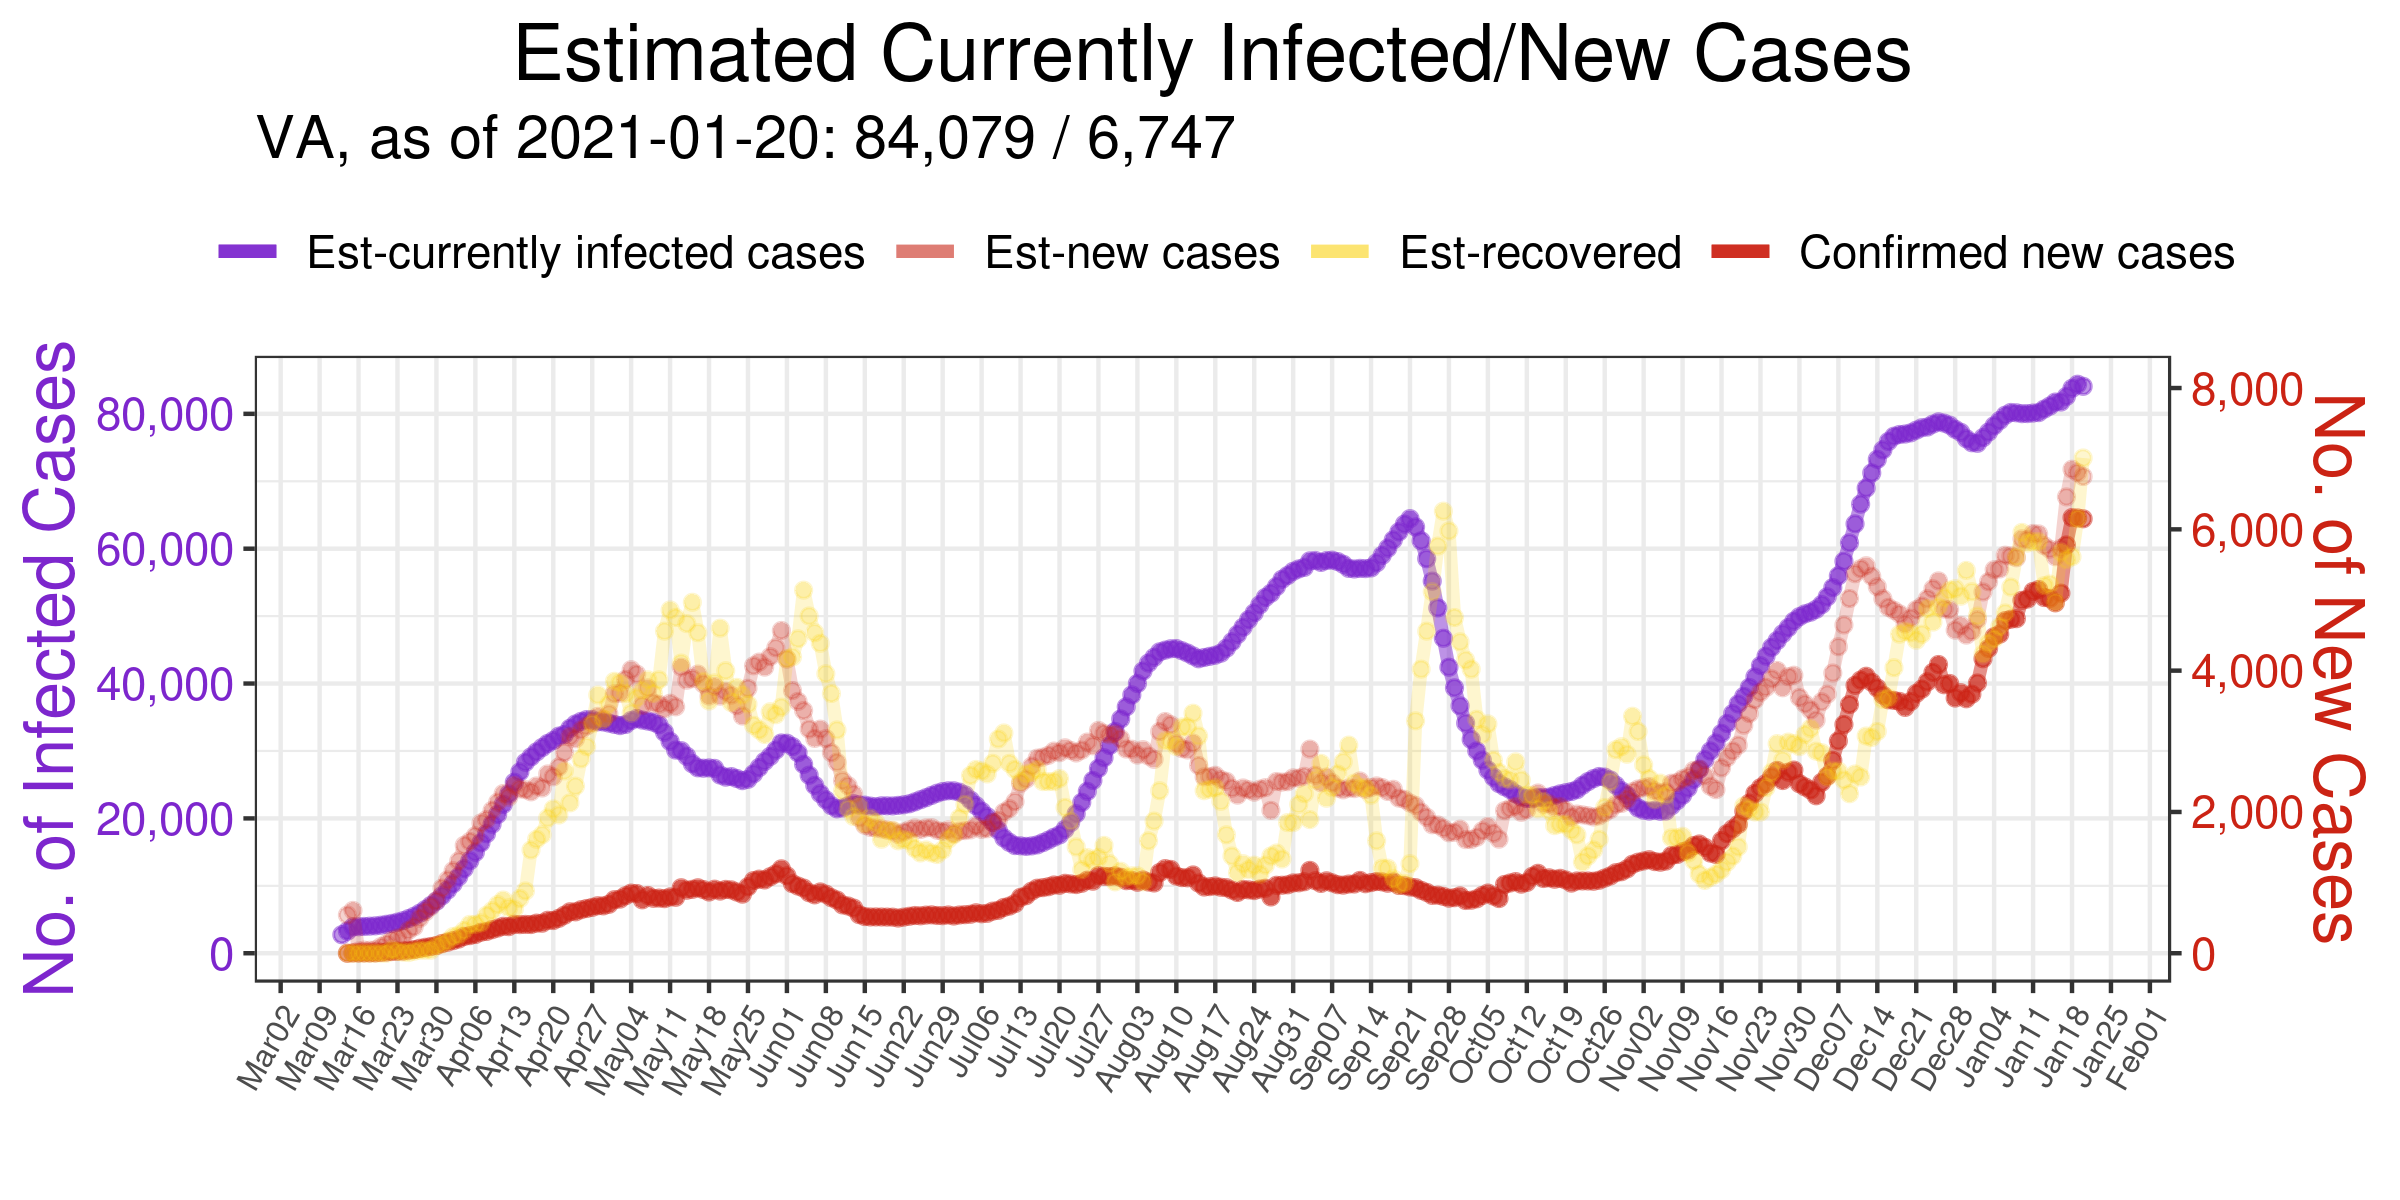 Estimated Currently Infected/New Cases
VA, as of 2021-01-20: 84,079 / 6,747
Est-currently infected cases Est-new cases Est-recovered Confirmed new cases
No. of Infected Cases
80,000
60,000
40,000
20,000
0
8,000
6,000
4,000
2,000
0
No. of New Cases
Mar02 Mar09 Mar16 Mar23 Mar30 Apr06 Apr13 Apr20 Apr27 May04 May11 May18 May25 Jun01 Jun08 Jun15 Jun22 Jun29 Jul06 Jul13 Jul20 Jul27 Aug03 Aug10 Aug17 Aug24 Aug31 Sep07 Sep14 Sep21 Sep28 Oct05 Oct12 Oct19 Oct26 Nov02 Nov09 Nov16 Nov23 Nov30 Dec07 Dec14 Dec21 Dec28 Jan04 Jan11 Jan18 Jan25 Feb01